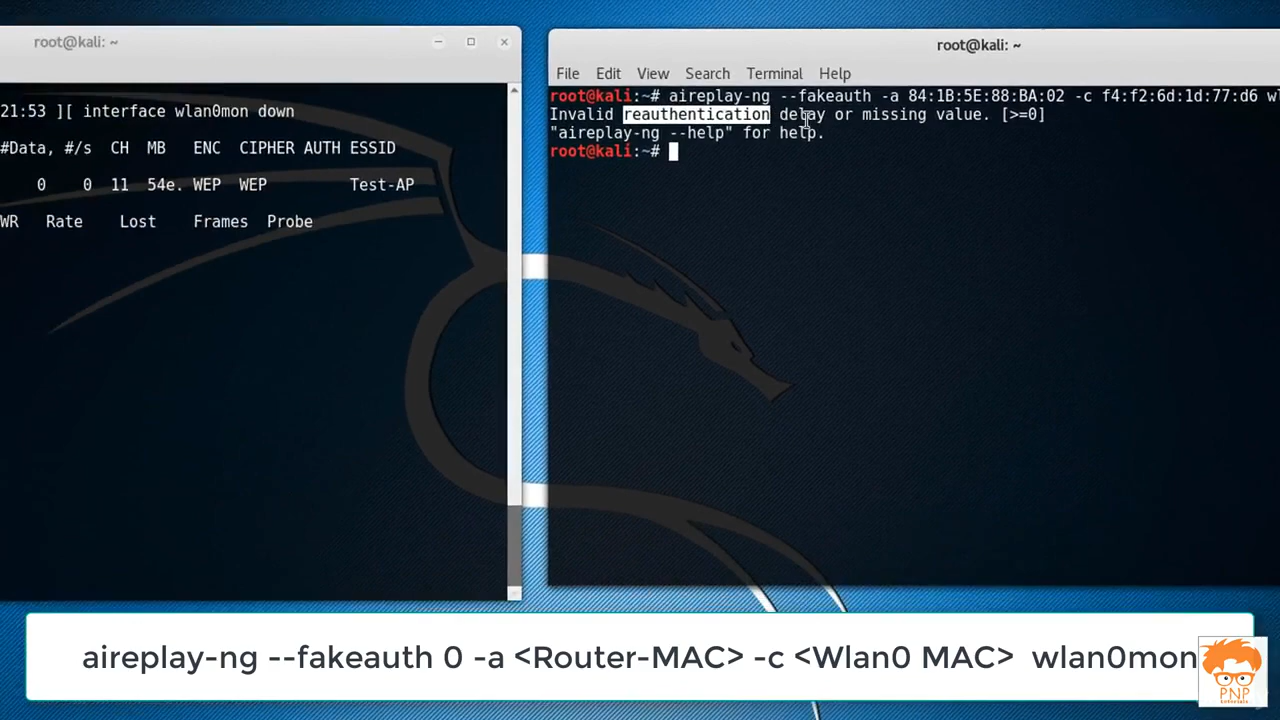 root@kali: ~
21:53 ][ interface wlan0mon down
#Data, #/s CH MB ENC CIPHER AUTH ESSID
0 0 11 54e. WEP WEP Test-AP
WR Rate Lost Frames Probe
root@kali: ~
File Edit View Search Terminal Help
root@kali:~# aireplay-ng --fakeauth -a 84:1B:5E:88:BA:02 -c f4:f2:6d:1d:77:d6 wl
Invalid reauthentication delay or missing value. [>=0]
"aireplay-ng --help" for help.
root@kali:~#
aireplay-ng --fakeauth 0 -a <Router-MAC> -c <Wlan0 MAC> wlan0mon
PNP
tutorials